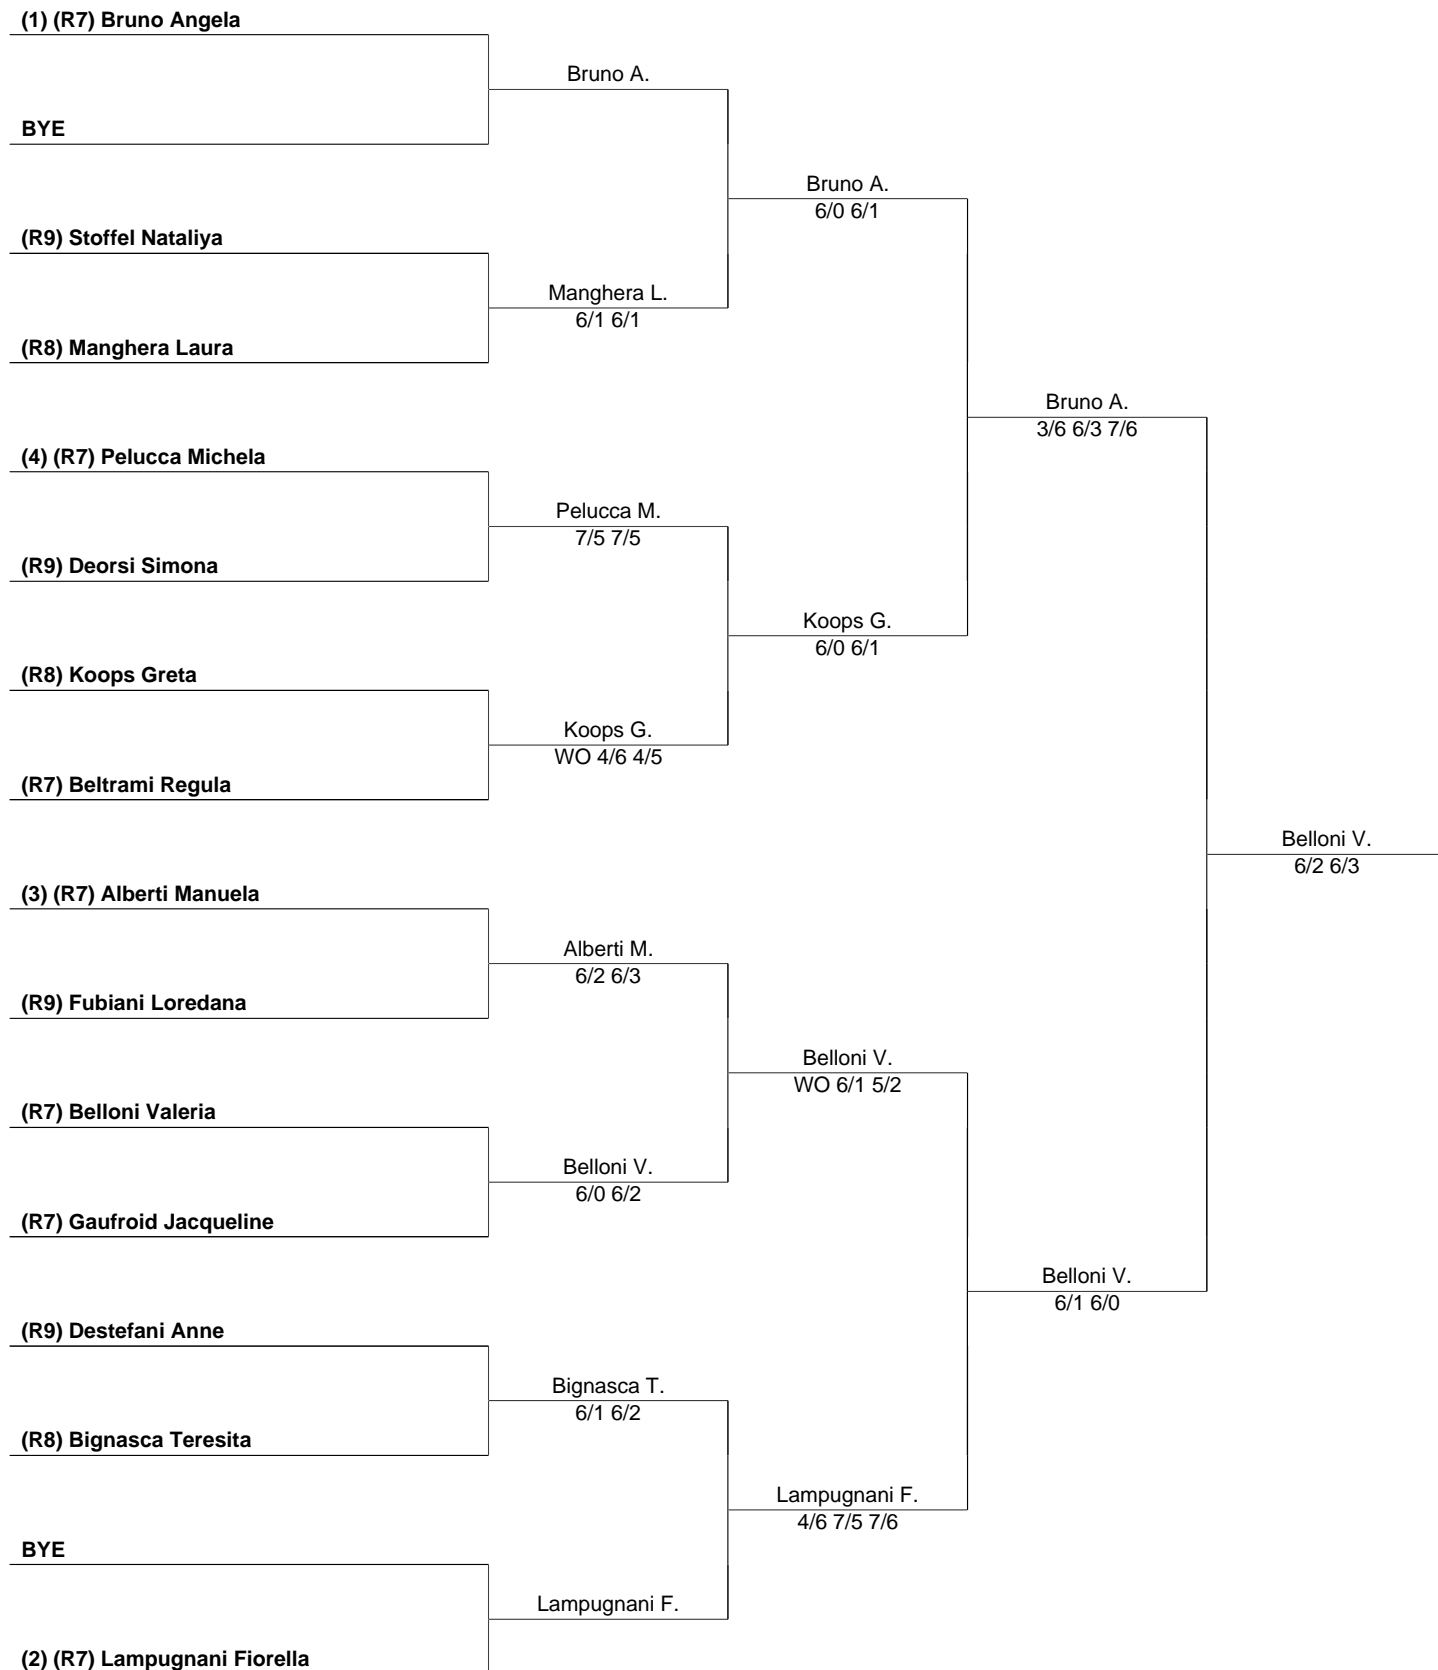 (1) (R7) Bruno Angela
Bruno A.
BYE
Bruno A.
6/0 6/1
(R9) Stoffel Nataliya
Manghera L.
6/1 6/1
(R8) Manghera Laura
Bruno A.
3/6 6/3 7/6
(4) (R7) Pelucca Michela
Pelucca M.
7/5 7/5
(R9) Deorsi Simona
Koops G.
6/0 6/1
(R8) Koops Greta
Koops G.
WO 4/6 4/5
(R7) Beltrami Regula
Belloni V.
6/2 6/3
(3) (R7) Alberti Manuela
Alberti M.
6/2 6/3
(R9) Fubiani Loredana
Belloni V.
WO 6/1 5/2
(R7) Belloni Valeria
Belloni V.
6/0 6/2
(R7) Gaufroid Jacqueline
Belloni V.
6/1 6/0
(R9) Destefani Anne
Bignasca T.
6/1 6/2
(R8) Bignasca Teresita
Lampugnani F.
4/6 7/5 7/6
BYE
Lampugnani F.
(2) (R7) Lampugnani Fiorella